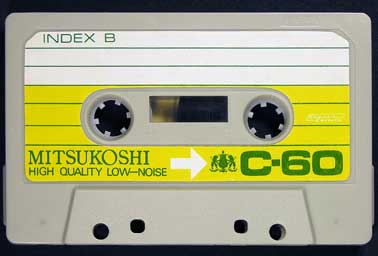 INDEX B
MITSUKOSHI
HIGH QUALITY LOW-NOISE
C-60